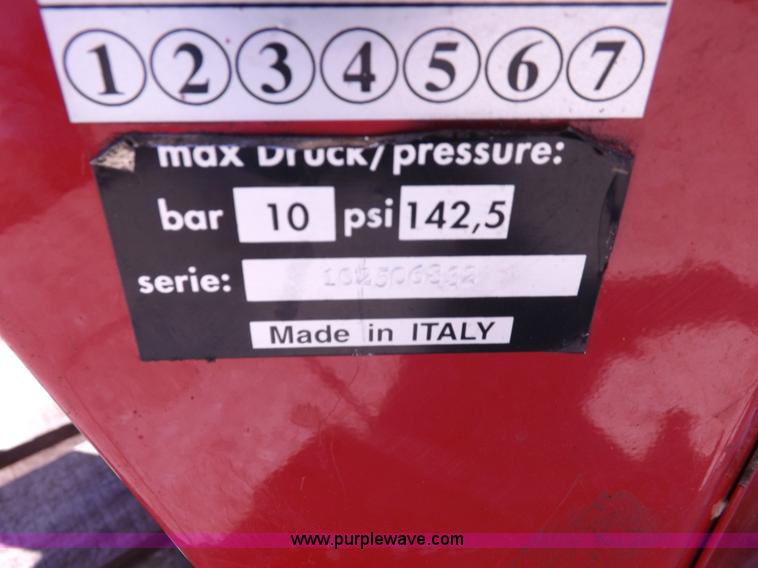 1 2 3 4 5 6 7
max Druck/pressure:
bar 10 psi 142,5
serie: 102506332
Made in ITALY
www.purplewave.com